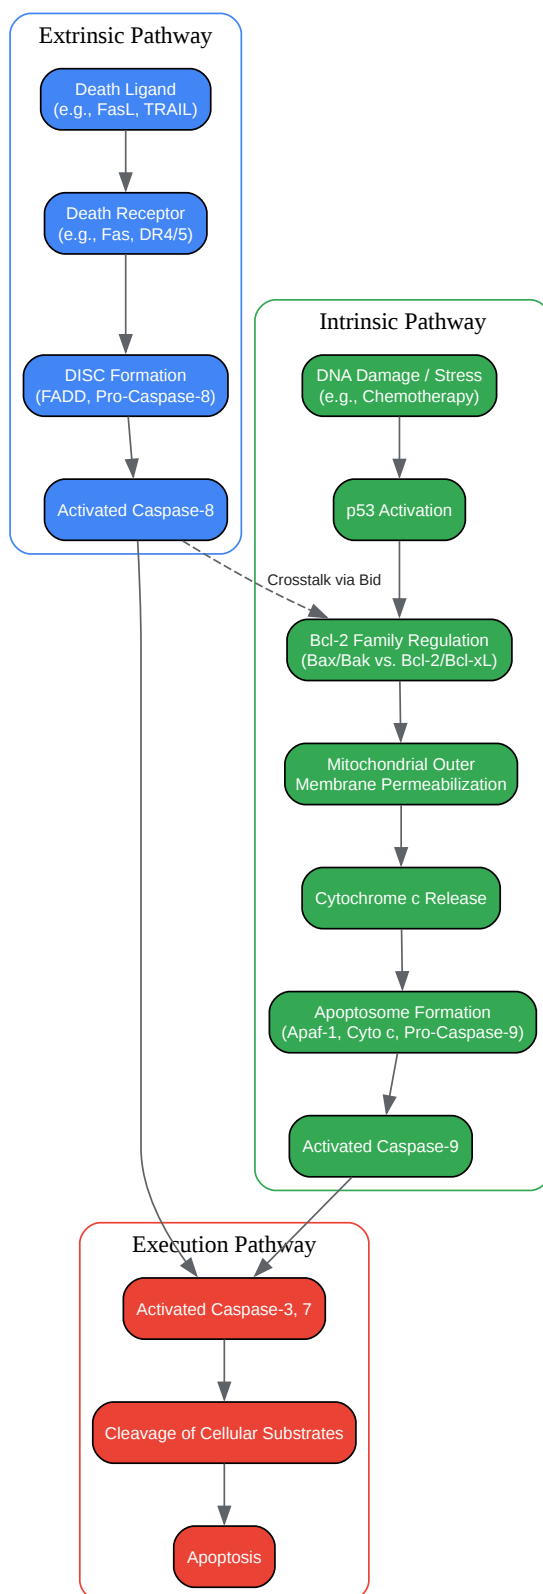 Extrinsic Pathway
Death Ligand
(e.g., FasL, TRAIL)
Death Receptor
(e.g., Fas, DR4/5)
DISC Formation
(FADD, Pro-Caspase-8)
Activated Caspase-8
Intrinsic Pathway
DNA Damage / Stress
(e.g., Chemotherapy)
p53 Activation
Crosstalk via Bid
Bcl-2 Family Regulation
(Bax/Bak vs. Bcl-2/Bcl-xL)
Mitochondrial Outer
Membrane Permeabilization
Cytochrome c Release
Apoptosome Formation
(Apaf-1, Cyto c, Pro-Caspase-9)
Activated Caspase-9
Execution Pathway
Activated Caspase-3, 7
Cleavage of Cellular Substrates
Apoptosis